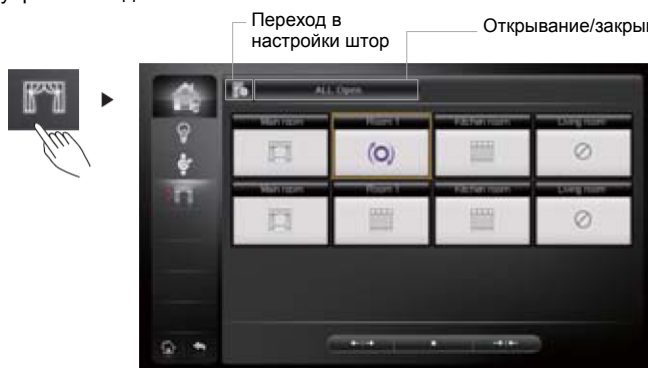 Переход в
настройки штор
Открывание/закры
ALL Open
Main room
Room 1
Kitchen room
Living room
Main room
Room 1
Kitchen room
Living room